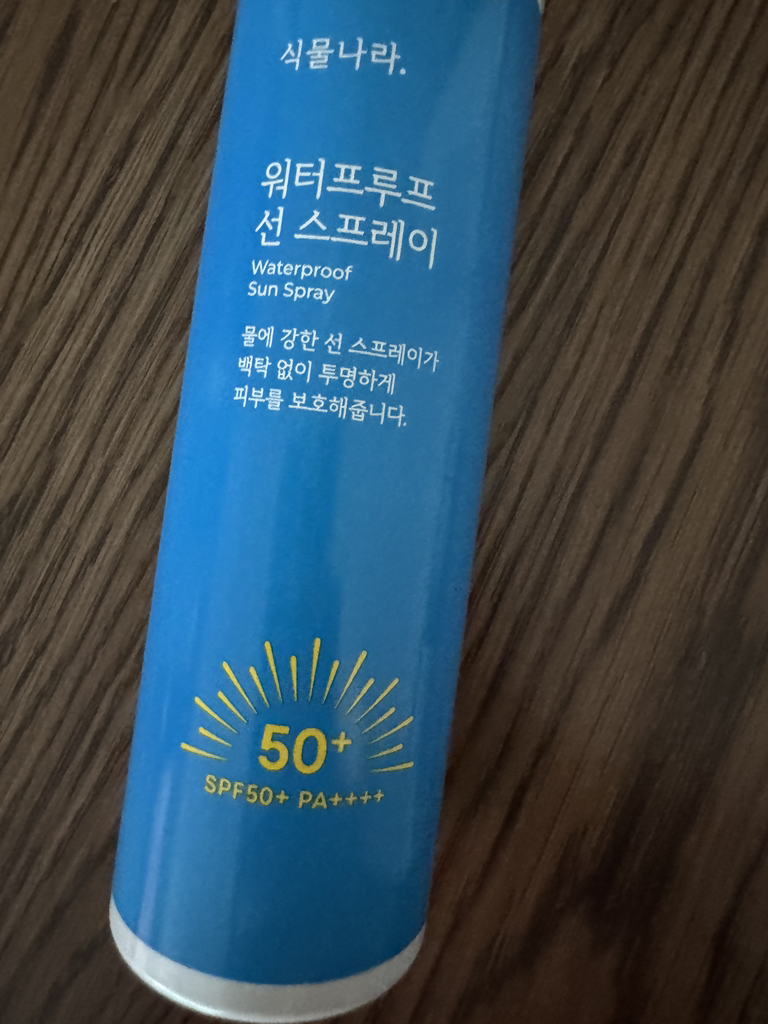 식물나라.
워터프루프
선 스프레이
Waterproof
Sun Spray
물에 강한 선 스프레이가
백탁 없이 투명하게
피부를 보호해줍니다.
50+
SPF50+ PA++++